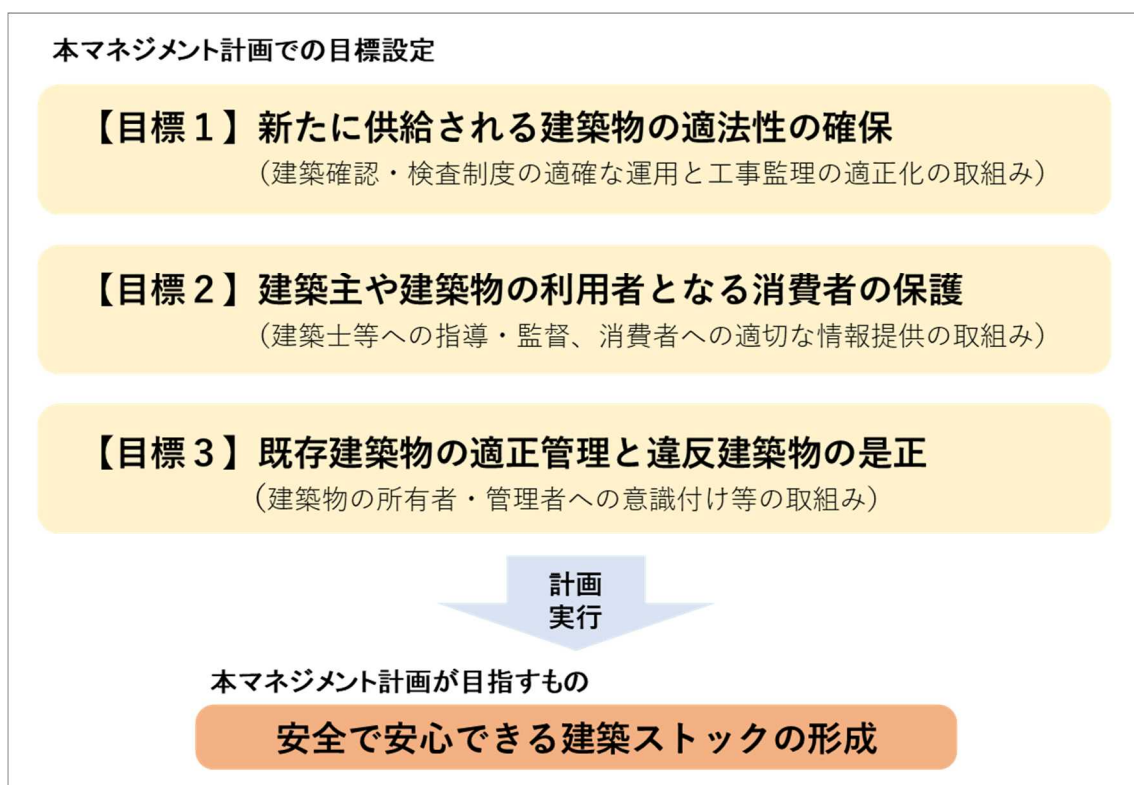 本マネジメント計画での目標設定
【目標１】新たに供給される建築物の適法性の確保
（建築確認・検査制度の適確な運用と工事監理の適正化の取組み）
【目標２】建築主や建築物の利用者となる消費者の保護
（建築士等への指導・監督、消費者への適切な情報提供の取組み）
【目標３】既存建築物の適正管理と違反建築物の是正
（建築物の所有者・管理者への意識付け等の取組み）
計画
実行
本マネジメント計画が目指すもの
安全で安心できる建築ストックの形成